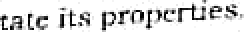 tate its properties.